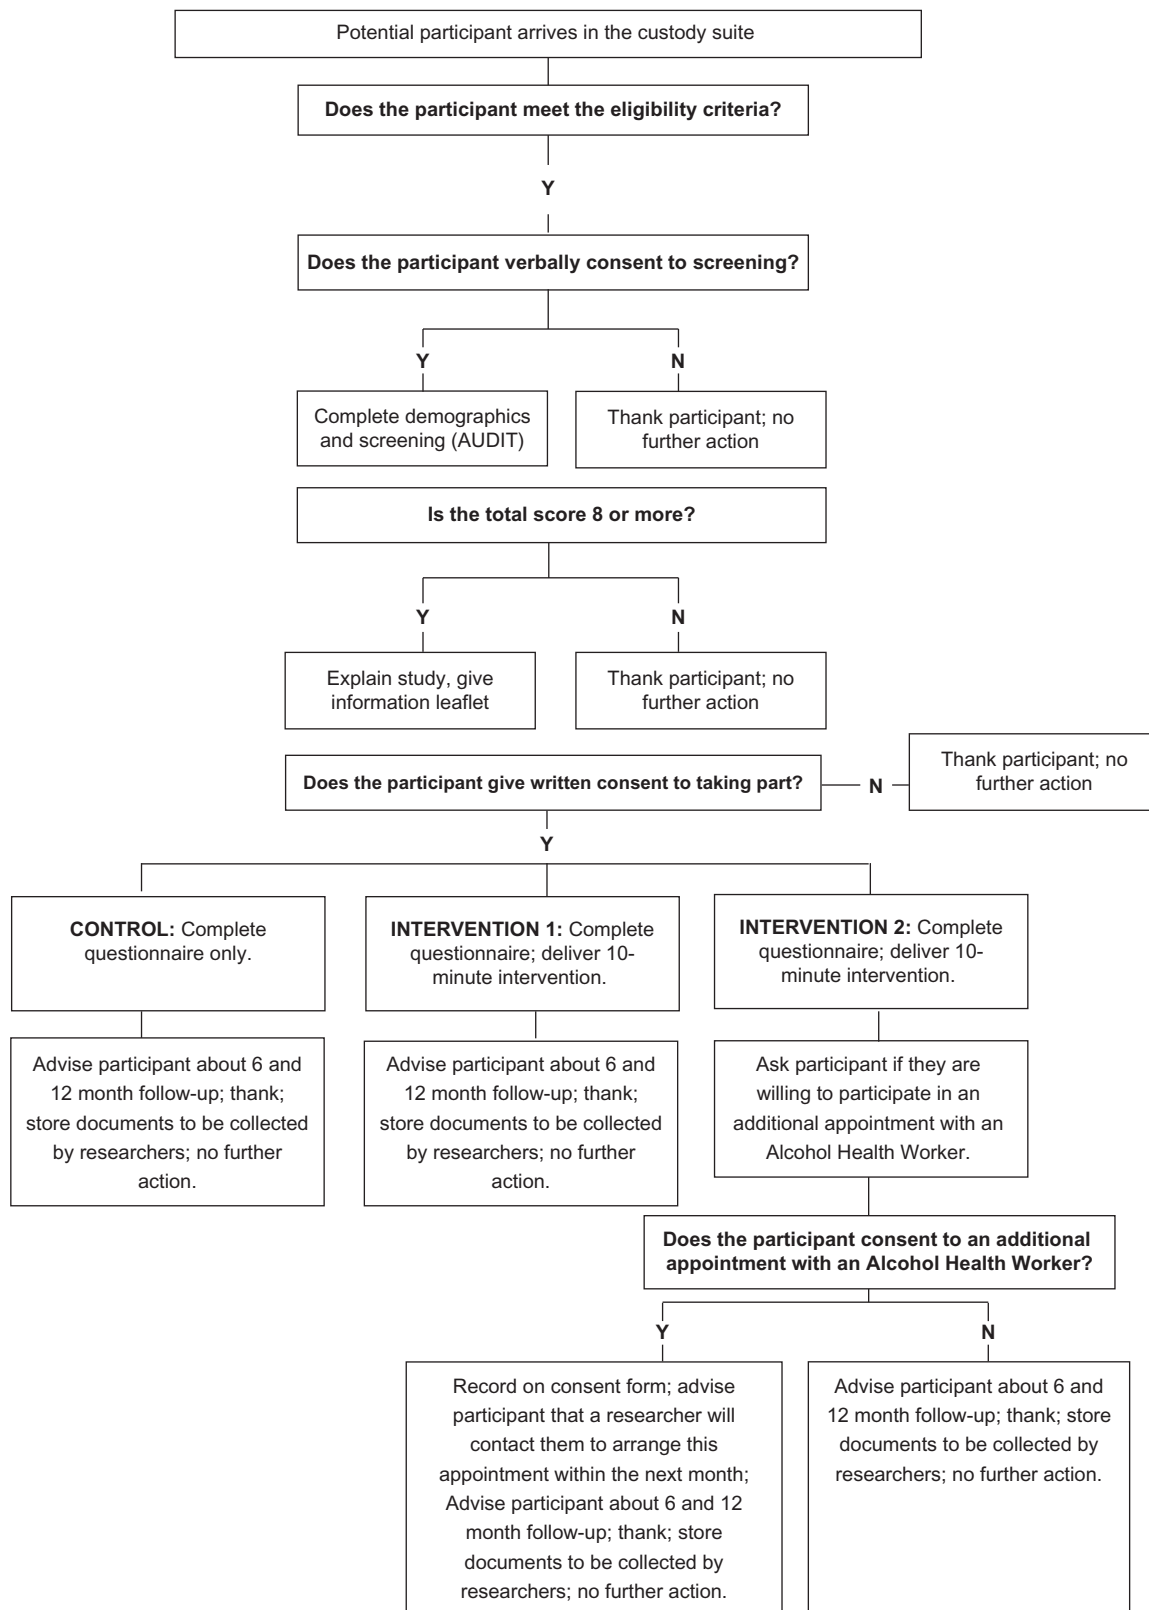 Potential participant arrives in the custody suite
Does the participant meet the eligibility criteria?
Y
Does the participant verbally consent to screening?
Y
N
Complete demographics
and screening (AUDIT)
Thank participant; no
further action
Is the total score 8 or more?
Y
N
Explain study, give
information leaflet
Thank participant; no
further action
Does the participant give written consent to taking part?
N
Thank participant; no
further action
Y
CONTROL: Complete
questionnaire only.
INTERVENTION 1: Complete
questionnaire; deliver 10-
minute intervention.
INTERVENTION 2: Complete
questionnaire; deliver 10-
minute intervention.
Advise participant about 6 and
12 month follow-up; thank;
store documents to be collected
by researchers; no further
action.
Advise participant about 6 and
12 month follow-up; thank;
store documents to be collected
by researchers; no further
action.
Ask participant if they are
willing to participate in an
additional appointment with an
Alcohol Health Worker.
Does the participant consent to an additional
appointment with an Alcohol Health Worker?
Y
N
Record on consent form; advise
participant that a researcher will
contact them to arrange this
appointment within the next month;
Advise participant about 6 and 12
month follow-up; thank; store
documents to be collected by
researchers; no further action.
Advise participant about 6 and
12 month follow-up; thank; store
documents to be collected by
researchers; no further action.